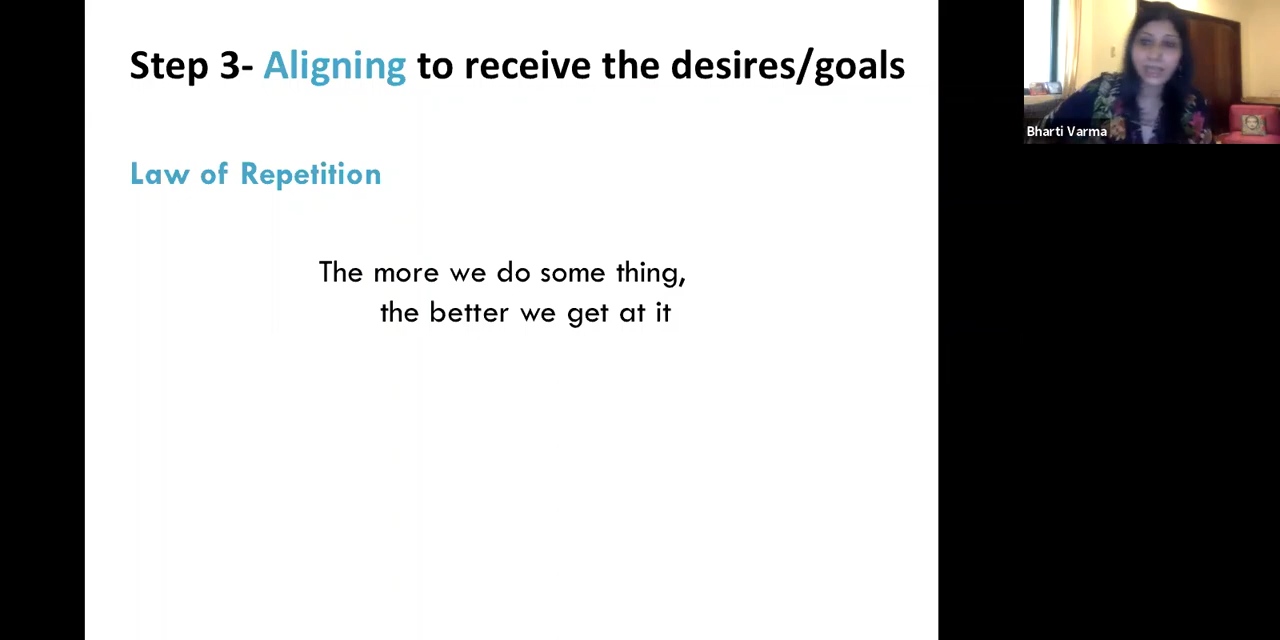 Step 3- Aligning to receive the desires/goals
Bharti Varma
Law of Repetition
The more we do some thing,
the better we get at it